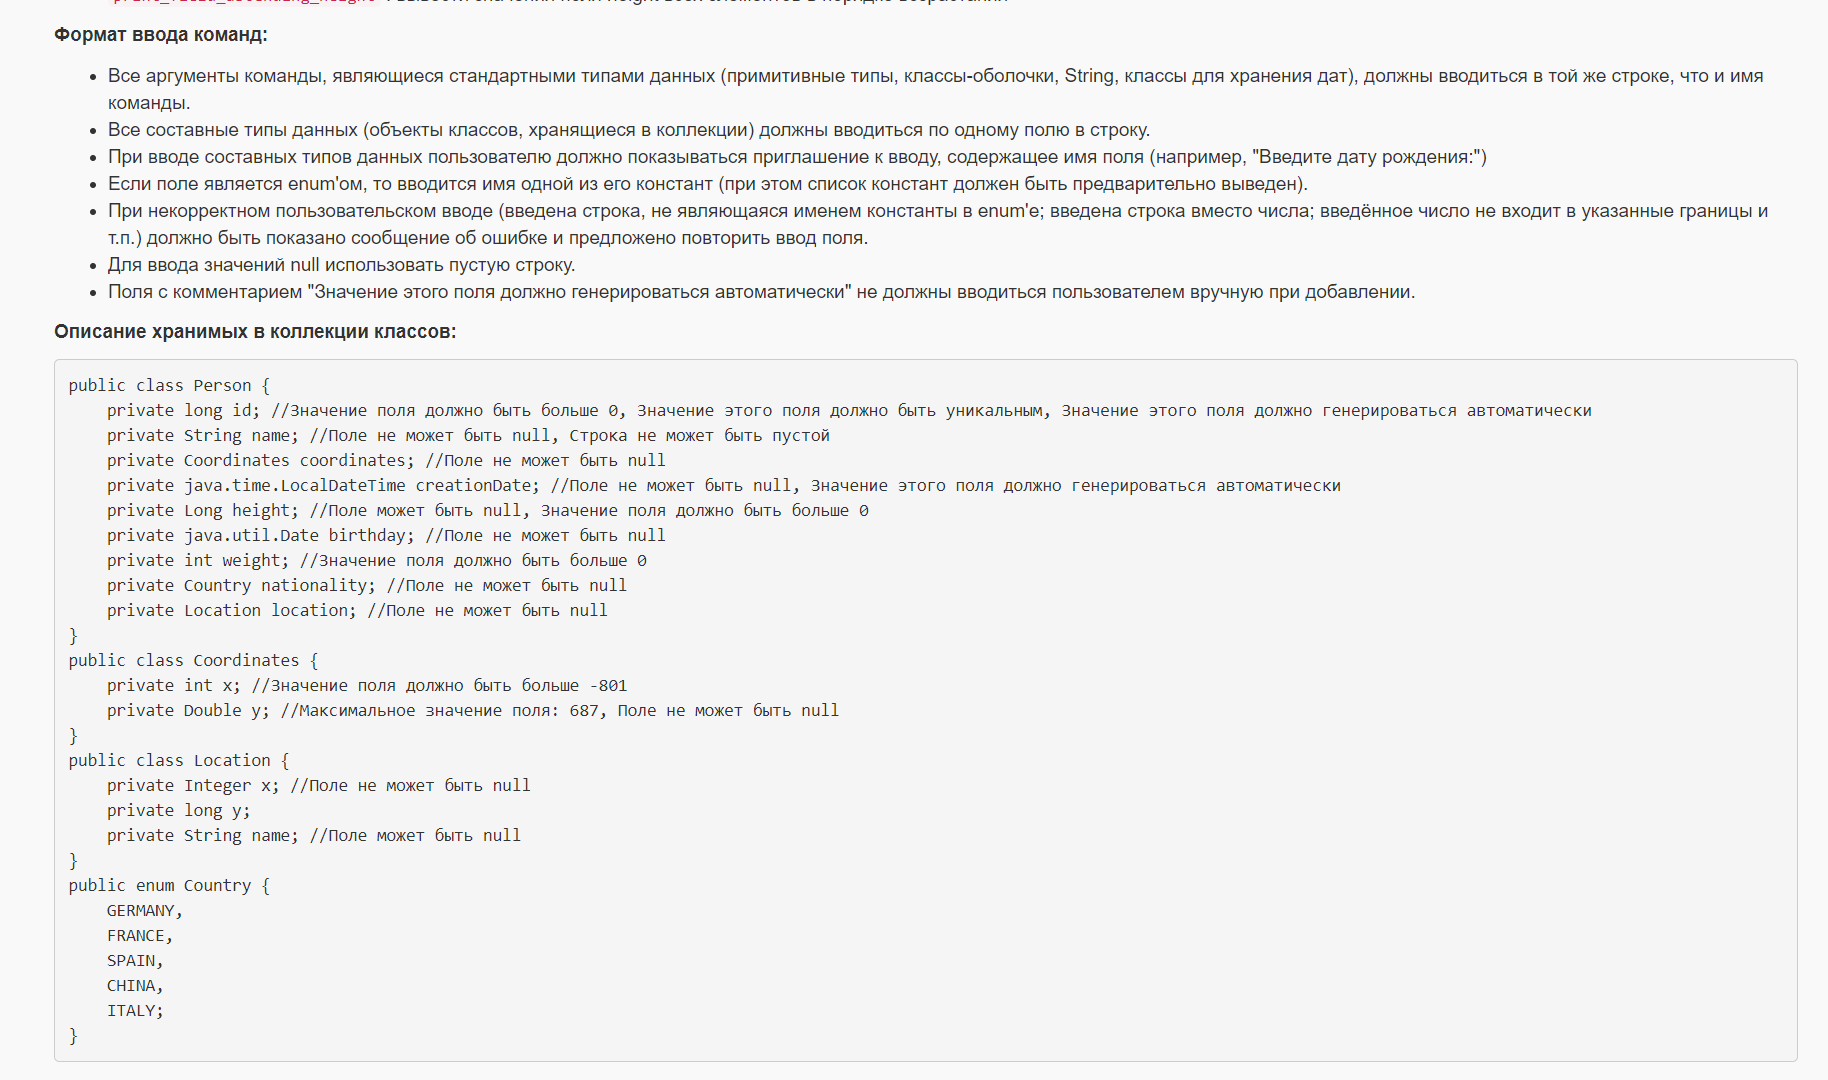 Формат ввода команд:
Все аргументы команды, являющиеся стандартными типами данных (примитивные типы, классы-оболочки, String, классы для хранения дат), должны вводиться в той же строке, что и имя
команды.
Все составные типы данных (объекты классов, хранящиеся в коллекции) должны вводиться по одному полю в строку.
При вводе составных типов данных пользователю должно показываться приглашение к вводу, содержащее имя поля (например, "Введите дату рождения:")
Если поле является enum'ом, то вводится имя одной из его констант (при этом список констант должен быть предварительно выведен).
При некорректном пользовательском вводе (введена строка, не являющаяся именем константы в enum'е; введена строка вместо числа; введённое число не входит в указанные границы и
т.п.) должно быть показано сообщение об ошибке и предложено повторить ввод поля.
Для ввода значений null использовать пустую строку.
Поля с комментарием "Значение этого поля должно генерироваться автоматически" не должны вводиться пользователем вручную при добавлении.
Описание хранимых в коллекции классов:
public class Person {
    private long id; //Значение поля должно быть больше 0, Значение этого поля должно быть уникальным, Значение этого поля должно генерироваться автоматически
    private String name; //Поле не может быть null, Строка не может быть пустой
    private Coordinates coordinates; //Поле не может быть null
    private java.time.LocalDateTime creationDate; //Поле не может быть null, Значение этого поля должно генерироваться автоматически
    private Long height; //Поле может быть null, Значение поля должно быть больше 0
    private java.util.Date birthday; //Поле не может быть null
    private int weight; //Значение поля должно быть больше 0
    private Country nationality; //Поле не может быть null
    private Location location; //Поле не может быть null
}
public class Coordinates {
    private int x; //Значение поля должно быть больше -801
    private Double y; //Максимальное значение поля: 687, Поле не может быть null
}
public class Location {
    private Integer x; //Поле не может быть null
    private long y;
    private String name; //Поле может быть null
}
public enum Country {
    GERMANY,
    FRANCE,
    SPAIN,
    CHINA,
    ITALY;
}